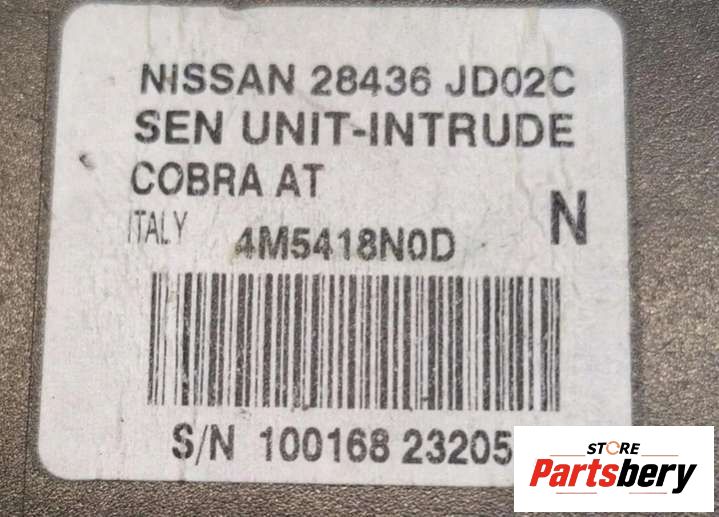 NISSAN 28436 JD02C
SEN UNIT-INTRUDE
COBRA AT
ITALY
N
4M5418N0D
S/N 100168 23205
STORE
Partsbery